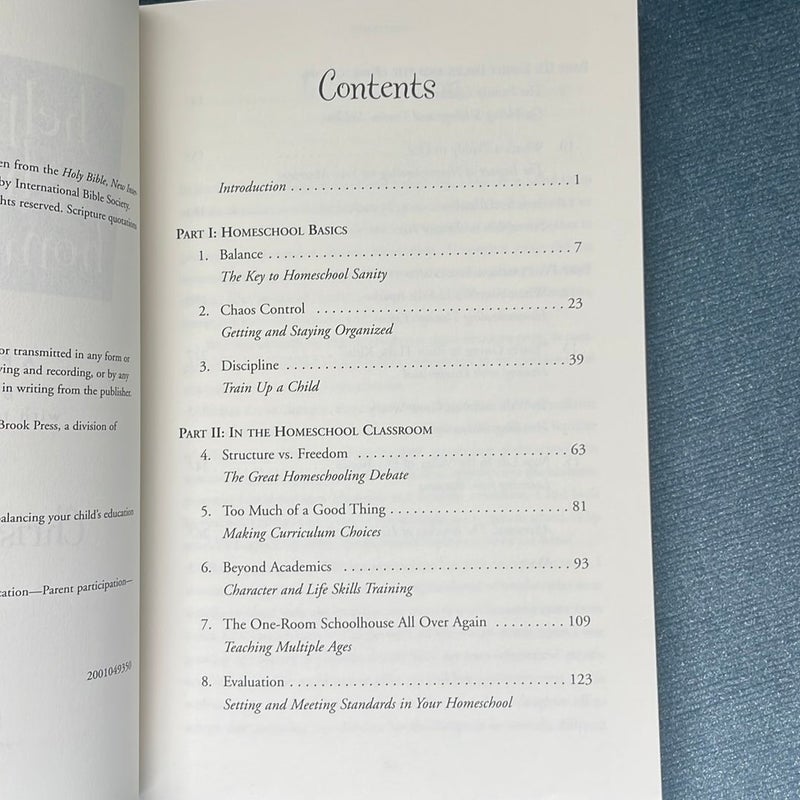 en from the Holy Bible, New Inter-
by International Bible Society.
hts reserved. Scripture quotations
or transmitted in any form or
ying and recording, or by any
in writing from the publisher.
Brook Press, a division of
alancing your child's education
cation—Parent participation—
2001049350
Contents
Introduction . . . . . . . . . . . . . . . . . . . . . . . . . . . . . . . . . . . . . 1
PART I: HOMESCHOOL BASICS
1. Balance . . . . . . . . . . . . . . . . . . . . . . . . . . . . . . . . . . . . . . . 7
The Key to Homeschool Sanity
2. Chaos Control . . . . . . . . . . . . . . . . . . . . . . . . . . . . . . . . 23
Getting and Staying Organized
3. Discipline . . . . . . . . . . . . . . . . . . . . . . . . . . . . . . . . . . . . 39
Train Up a Child
PART II: IN THE HOMESCHOOL CLASSROOM
4. Structure vs. Freedom . . . . . . . . . . . . . . . . . . . . . . . . . . 63
The Great Homeschooling Debate
5. Too Much of a Good Thing . . . . . . . . . . . . . . . . . . . . . . 81
Making Curriculum Choices
6. Beyond Academics . . . . . . . . . . . . . . . . . . . . . . . . . . . . 93
Character and Life Skills Training
7. The One-Room Schoolhouse All Over Again . . . . . . . . . 109
Teaching Multiple Ages
8. Evaluation . . . . . . . . . . . . . . . . . . . . . . . . . . . . . . . . . . 123
Setting and Meeting Standards in Your Homeschool